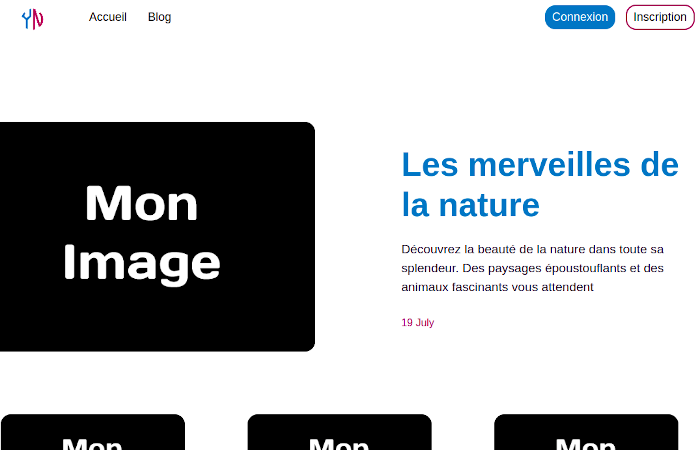 YN
Accueil Blog Connexion Inscription
Mon
Image
Les merveilles de
la nature
Découvrez la beauté de la nature dans toute sa
splendeur. Des paysages époustouflants et des
animaux fascinants vous attendent
19 July
Mon Mon Mon